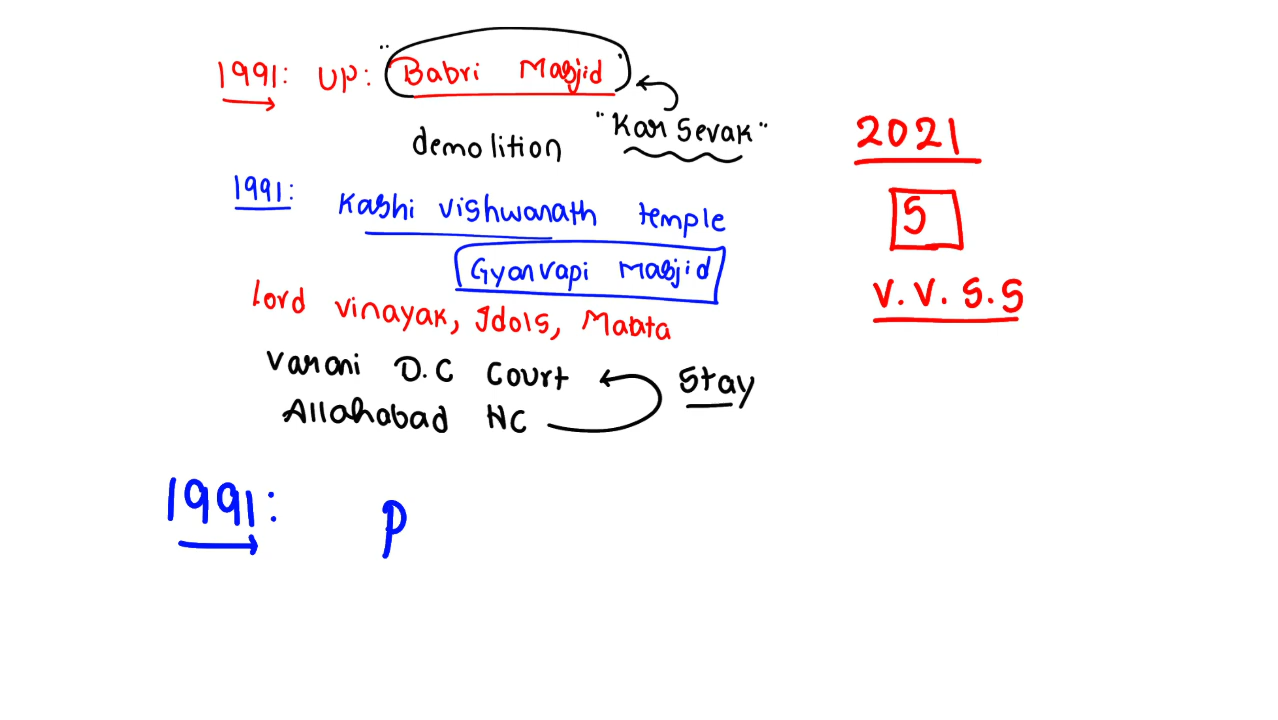 1991: UP: "Babri Masjid"
"Kar Sevak"
demolition
1991: Kashi Vishwanath temple
Gyanvapi Masjid
Lord Vinayak, Idols, Maata
Varani D.C Court
Stay
Allahabad HC
1991: P
2021
5
V.V.S.S